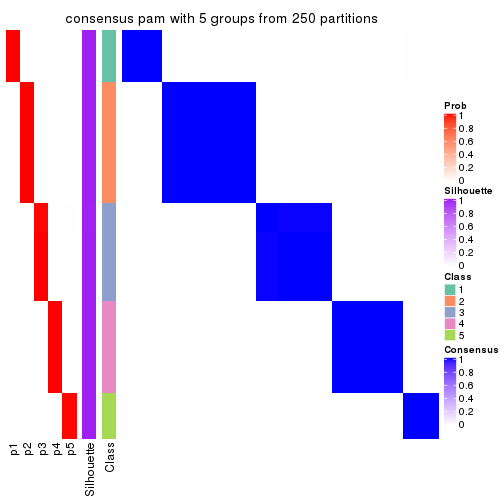 consensus pam with 5 groups from 250 partitions
Prob
1
0.8
0.6
0.4
0.2
0
Silhouette
1
0.8
0.6
0.4
0.2
0
Class
1
2
3
4
5
Consensus
1
0.8
0.6
0.4
0.2
0
p1
p2
p3
p4
p5
Silhouette
Class